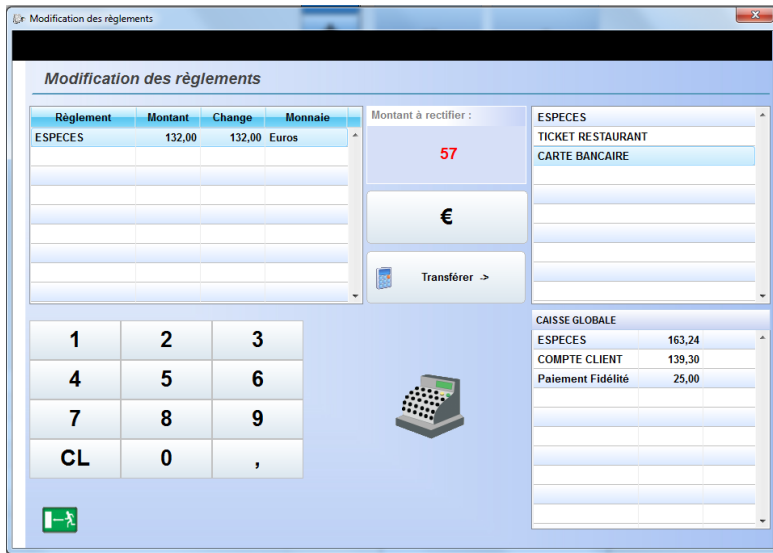 Modification des règlements
Modification des règlements
Règlement Montant Change Monnaie
ESPECES 132,00 132,00 Euros
Montant à rectifier :
57
€
Transférer ->
ESPECES
TICKET RESTAURANT
CARTE BANCAIRE
1 2 3
4 5 6
7 8 9
CL 0 ,
CAISSE GLOBALE
ESPECES 163,24
COMPTE CLIENT 139,30
Paiement Fidélité 25,00